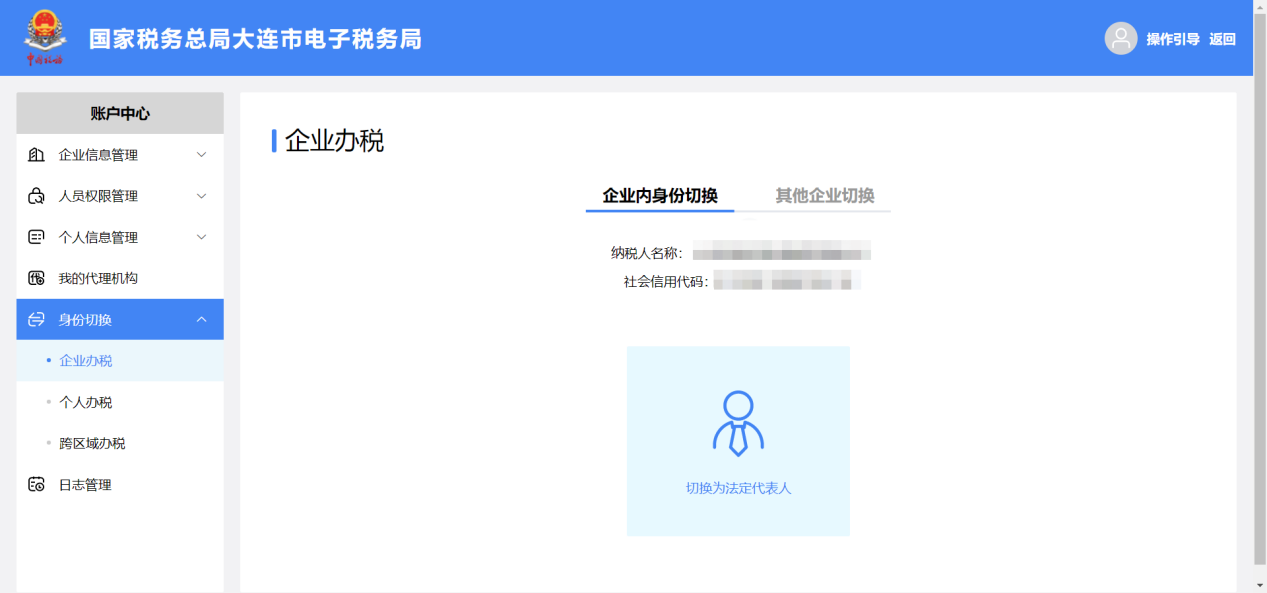 国家税务总局大连市电子税务局
操作引导 返回
账户中心
企业信息管理
人员权限管理
个人信息管理
我的代理机构
身份切换
企业办税
个人办税
跨区域办税
日志管理
企业办税
企业内身份切换 其他企业切换
纳税人名称：
社会信用代码：
切换为法定代表人